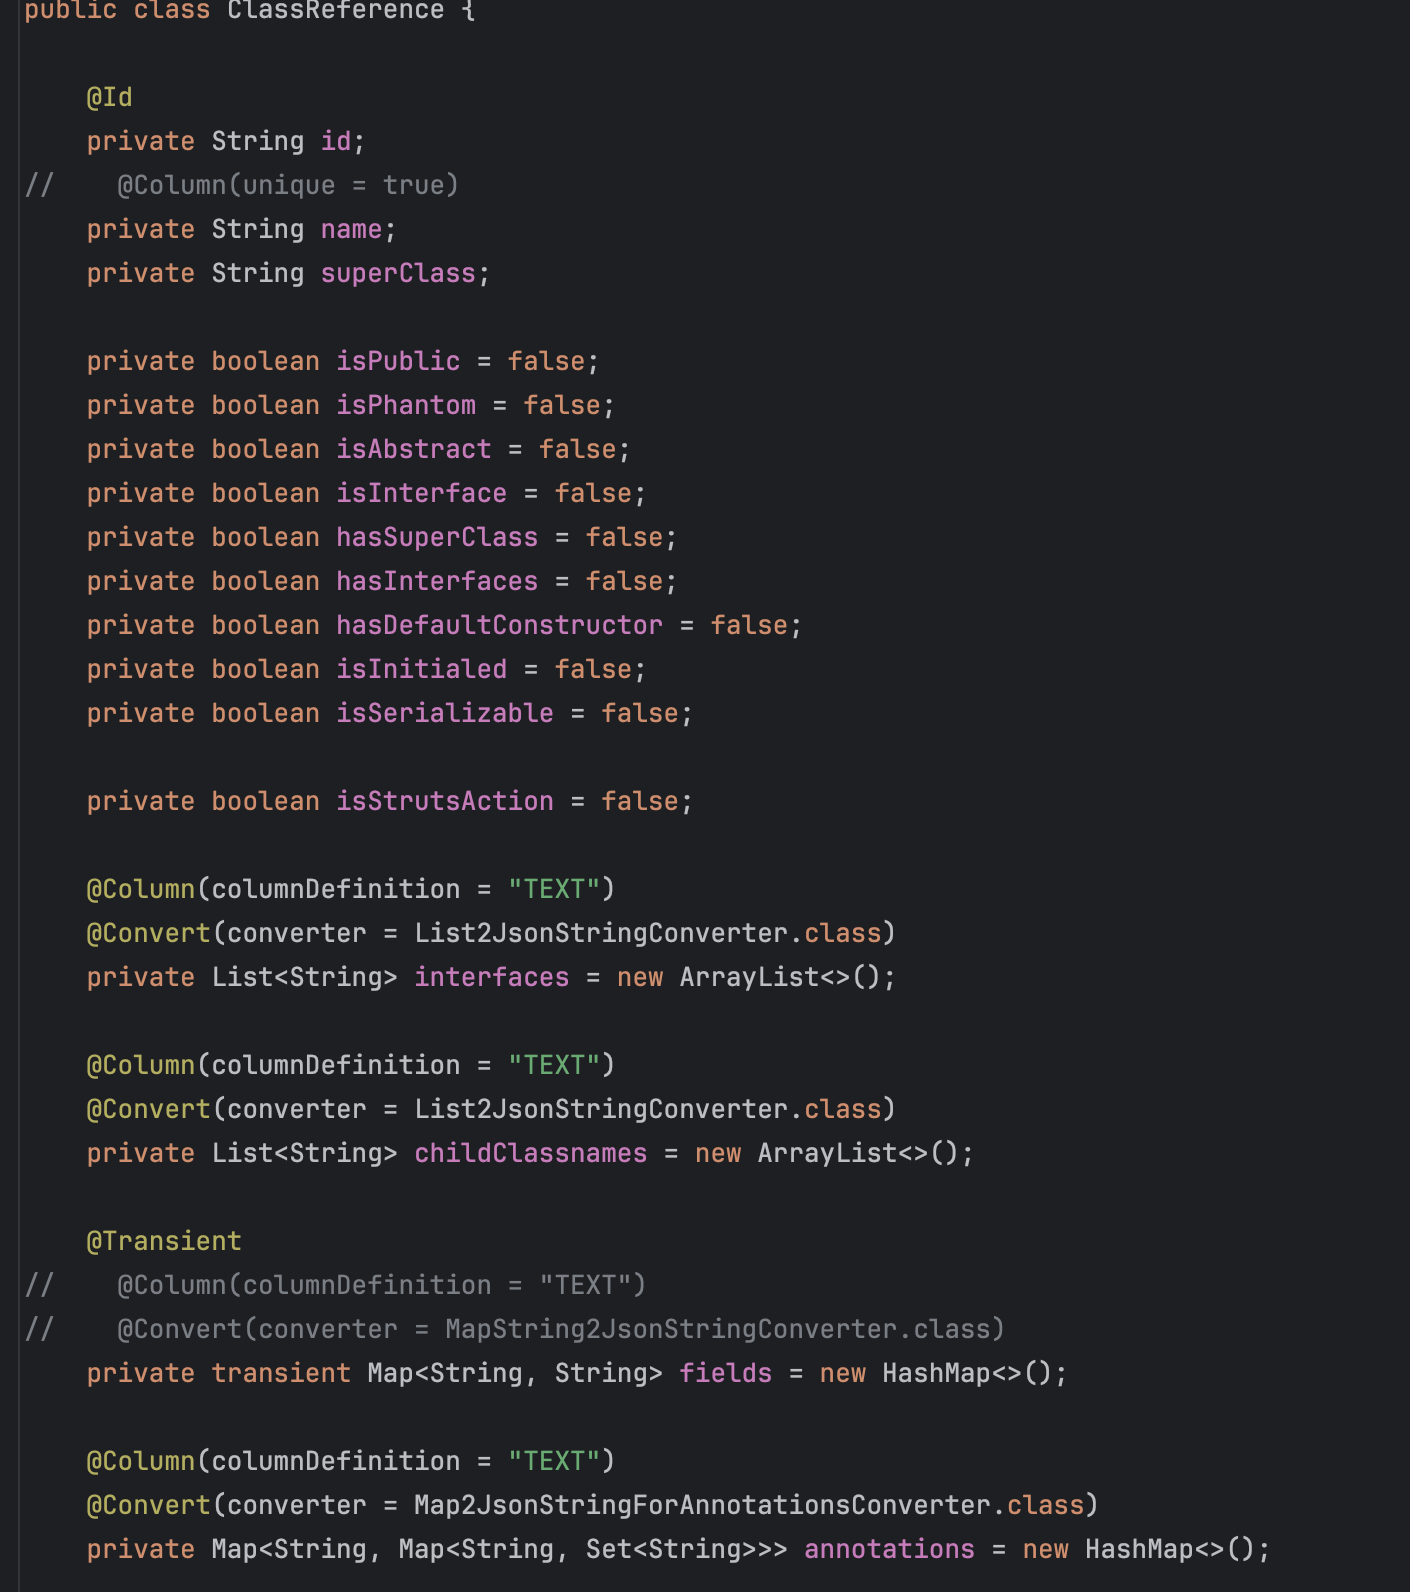 public class ClassReference {
@Id
private String id;
//    @Column(unique = true)
private String name;
private String superClass;
private boolean isPublic = false;
private boolean isPhantom = false;
private boolean isAbstract = false;
private boolean isInterface = false;
private boolean hasSuperClass = false;
private boolean hasInterfaces = false;
private boolean hasDefaultConstructor = false;
private boolean isInitialed = false;
private boolean isSerializable = false;
private boolean isStrutsAction = false;
@Column(columnDefinition = "TEXT")
@Convert(converter = List2JsonStringConverter.class)
private List<String> interfaces = new ArrayList<>();
@Column(columnDefinition = "TEXT")
@Convert(converter = List2JsonStringConverter.class)
private List<String> childClassnames = new ArrayList<>();
@Transient
//    @Column(columnDefinition = "TEXT")
//    @Convert(converter = MapString2JsonStringConverter.class)
private transient Map<String, String> fields = new HashMap<>();
@Column(columnDefinition = "TEXT")
@Convert(converter = Map2JsonStringForAnnotationsConverter.class)
private Map<String, Map<String, Set<String>>> annotations = new HashMap<>();